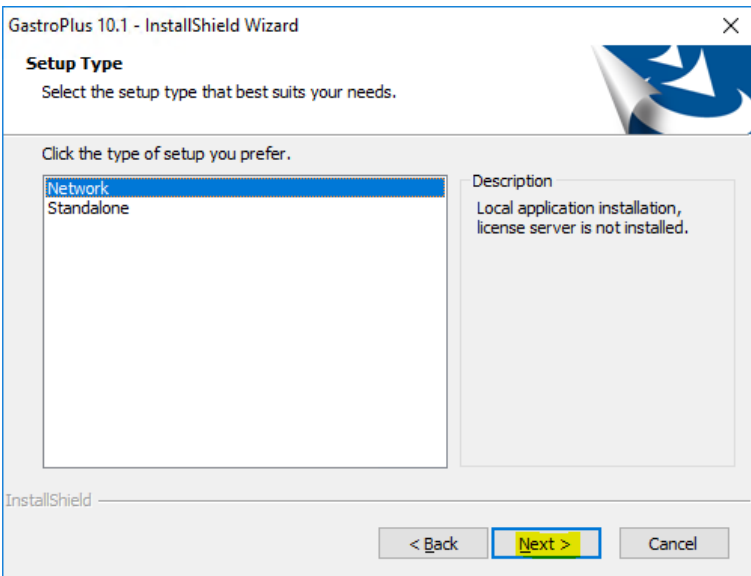 GastroPlus 10.1 - InstallShield Wizard
Setup Type
Select the setup type that best suits your needs.
Click the type of setup you prefer.
Network
Standalone
Description
Local application installation,
license server is not installed.
InstallShield
< Back
Next >
Cancel